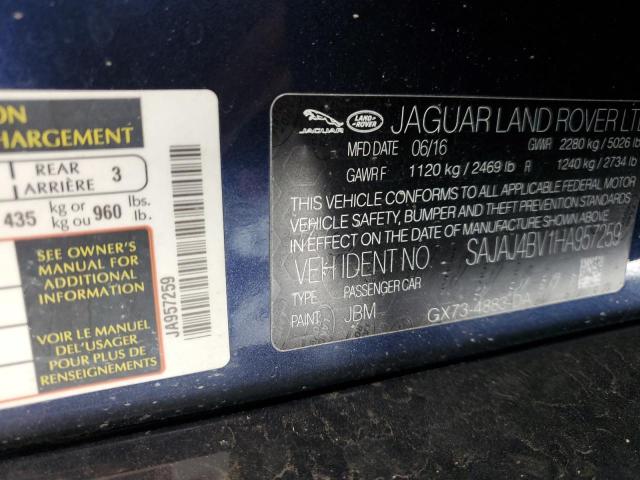 ON
HARGEMENT
REAR
ARRIÈRE 3
435 kg or kg ou 960 lbs. lb.
SEE OWNER'S
MANUAL FOR
ADDITIONAL
INFORMATION
VOIR LE MANUEL
DE L'USAGER
POUR PLUS DE
RENSEIGNEMENTS
JA957259
JAGUAR LAND ROVER JAGUAR LAND ROVER LT
MFD DATE 06/16 GVWR 2280 kg / 5026 lb
GAWR F 1120 kg / 2469 lb R 1240 kg / 2734 lb
THIS VEHICLE CONFORMS TO ALL APPLICABLE FEDERAL MOTOR
VEHICLE SAFETY, BUMPER AND THEFT PREVENTION STANDARDS
IN EFFECT ON THE DATE OF MANUFACTURE SHOWN ABOVE
VEH IDENT NO SAJAJ4BV1HA957259
TYPE PASSENGER CAR
PAINT JBM GX73-4883-DA